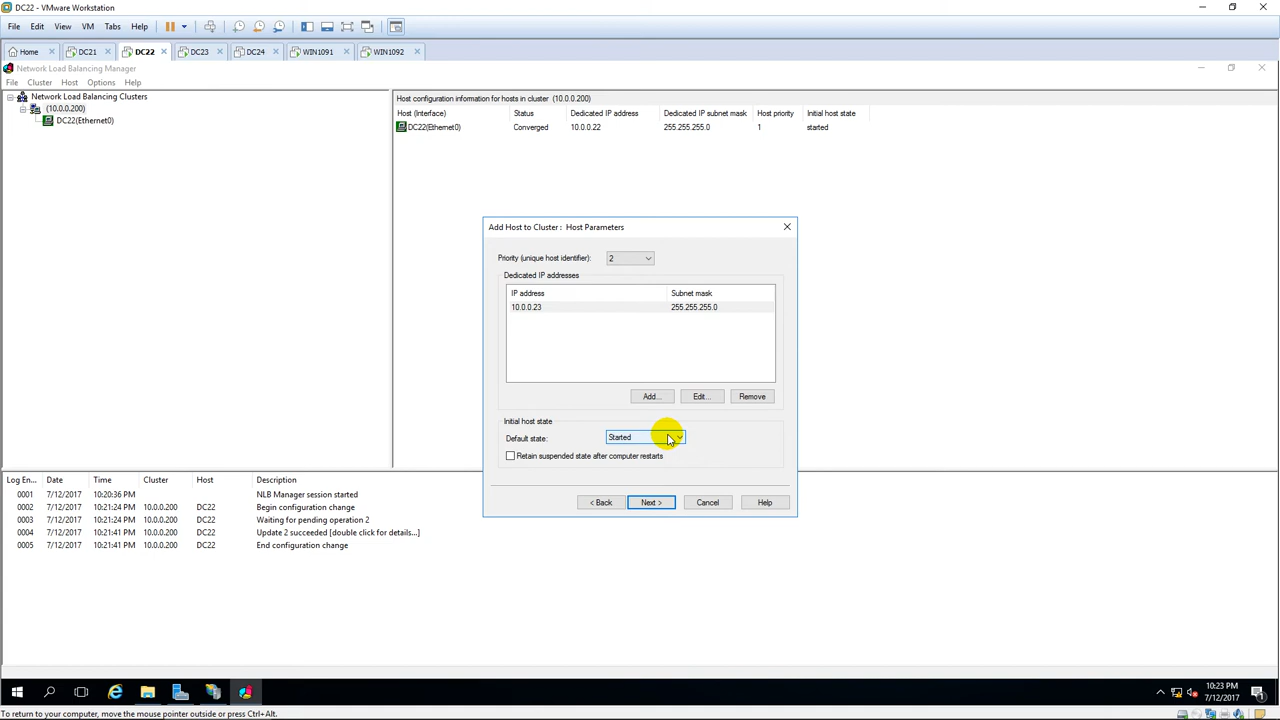 DC22 - VMware Workstation
File Edit View VM Tabs Help
Home DC21 DC22 DC23 DC24 WIN1091 WIN1092
Network Load Balancing Manager
File Cluster Host Options Help
Network Load Balancing Clusters
(10.0.0.200)
DC22(Ethernet0)
Host configuration information for hosts in cluster (10.0.0.200)
Host (Interface) Status Dedicated IP address Dedicated IP subnet mask Host priority Initial host state
DC22(Ethernet0) Converged 10.0.0.22 255.255.255.0 1 started
Add Host to Cluster : Host Parameters
Priority (unique host identifier): 2
Dedicated IP addresses
IP address Subnet mask
10.0.0.23 255.255.255.0
Add... Edit... Remove
Initial host state
Default state: Started
Retain suspended state after computer restarts
< Back Next > Cancel Help
Log En... Date Time Cluster Host Description
0001 7/12/2017 10:20:36 PM NLB Manager session started
0002 7/12/2017 10:21:24 PM 10.0.0.200 DC22 Begin configuration change
0003 7/12/2017 10:21:24 PM 10.0.0.200 DC22 Waiting for pending operation 2
0004 7/12/2017 10:21:41 PM 10.0.0.200 DC22 Update 2 succeeded [double click for details...]
0005 7/12/2017 10:21:41 PM 10.0.0.200 DC22 End configuration change
10:23 PM
7/12/2017
1
To return to your computer, move the mouse pointer outside or press Ctrl+Alt.